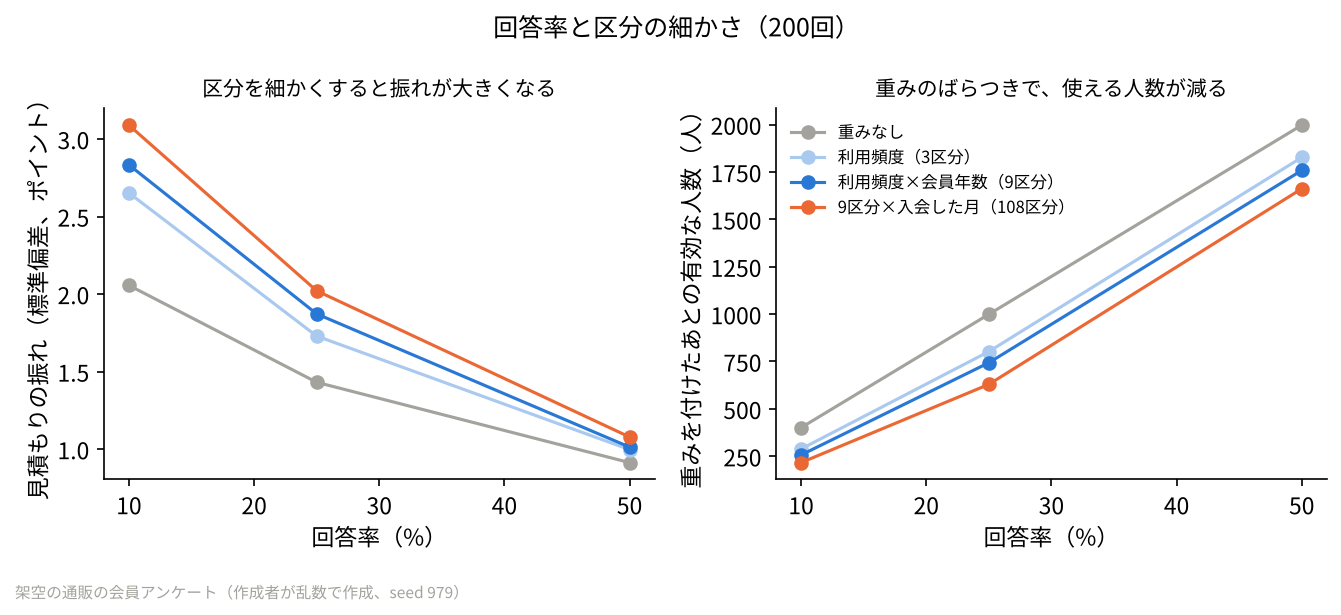 回答率と区分の細かさ（200回）
区分を細かくすると振れが大きくなる
見積もりの振れ（標準偏差、ポイント）
3.0
2.5
2.0
1.5
1.0
10
20
30
40
50
回答率（%）
重みのばらつきで、使える人数が減る
重みを付けたあとの有効な人数（人）
2000
1750
1500
1250
1000
750
500
250
重みなし
利用頻度（3区分）
利用頻度×会員年数（9区分）
9区分×入会した月（108区分）
10
20
30
40
50
回答率（%）
架空の通販の会員アンケート（作成者が乱数で作成、seed 979）